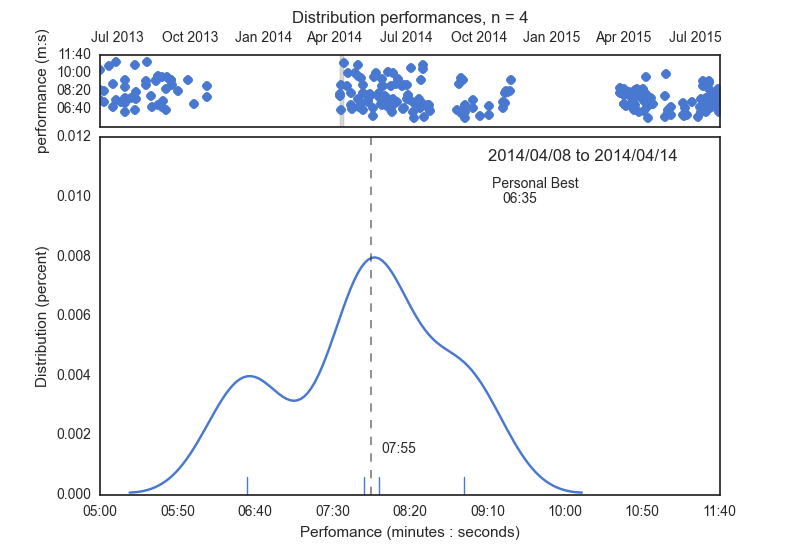 Distribution performances, n = 4
Jul 2013 Oct 2013 Jan 2014 Apr 2014 Jul 2014 Oct 2014 Jan 2015 Apr 2015 Jul 2015
performance (m:s)
11:40
10:00
08:20
06:40
Distribution (percent)
0.012
0.010
0.008
0.006
0.004
0.002
0.000
2014/04/08 to 2014/04/14
Personal Best
06:35
07:55
05:00 05:50 06:40 07:30 08:20 09:10 10:00 10:50 11:40
Perfomance (minutes : seconds)